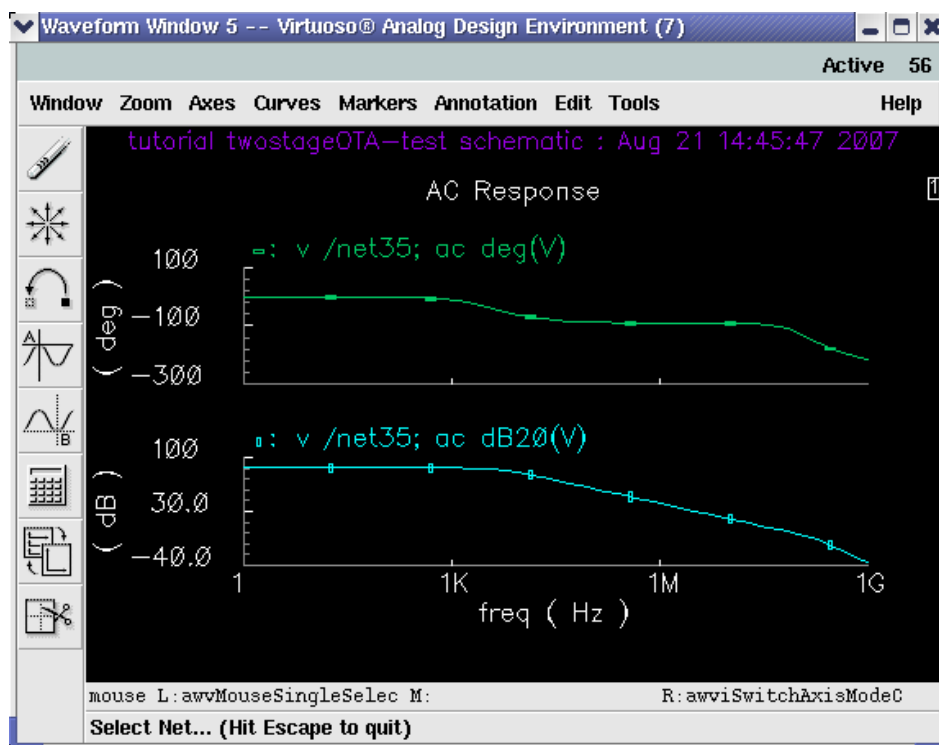 Waveform Window 5 -- Virtuoso® Analog Design Environment (7)
Active 56
Window Zoom Axes Curves Markers Annotation Edit Tools Help
tutorial twostageOTA-test schematic : Aug 21 14:45:47 2007
AC Response
1
v /net35; ac deg(V)
100
-100
-300
( deg )
v /net35; ac dB20(V)
100
30.0
-40.0
( dB )
1 1K 1M 1G
freq ( Hz )
A
B
mouse L:awvMouseSingleSelec M: R:awviSwitchAxisModeC
Select Net... (Hit Escape to quit)